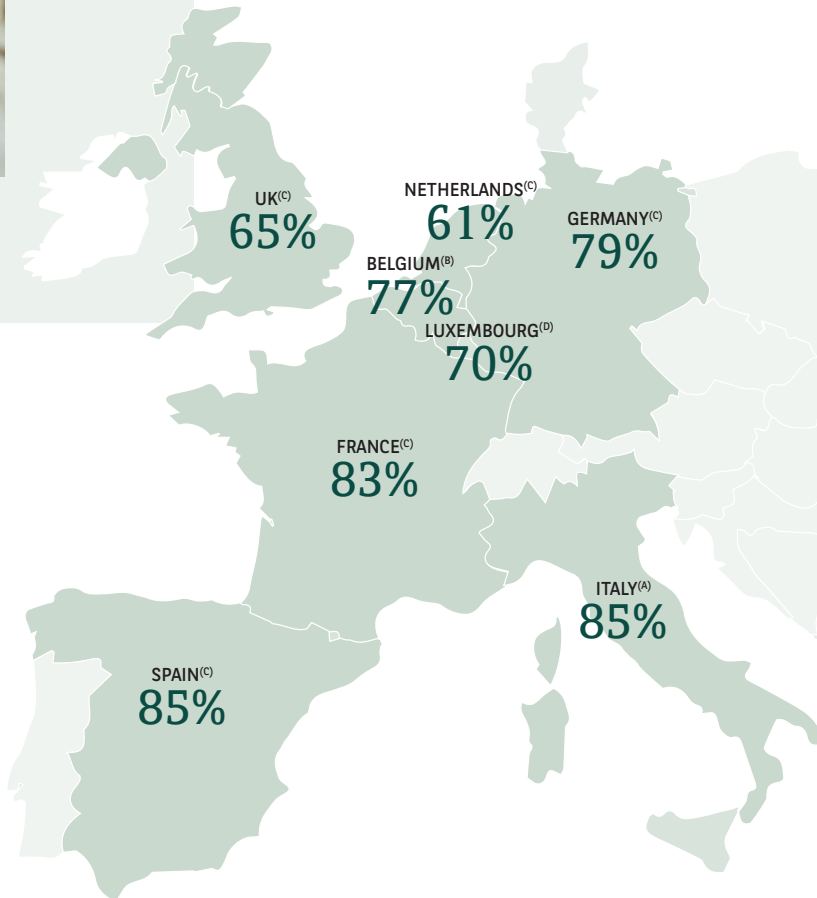 UK(C)
65%
NETHERLANDS(C)
61%
GERMANY(C)
79%
BELGIUM(B)
77%
LUXEMBOURG(D)
70%
FRANCE(C)
83%
ITALY(A)
85%
SPAIN(C)
85%